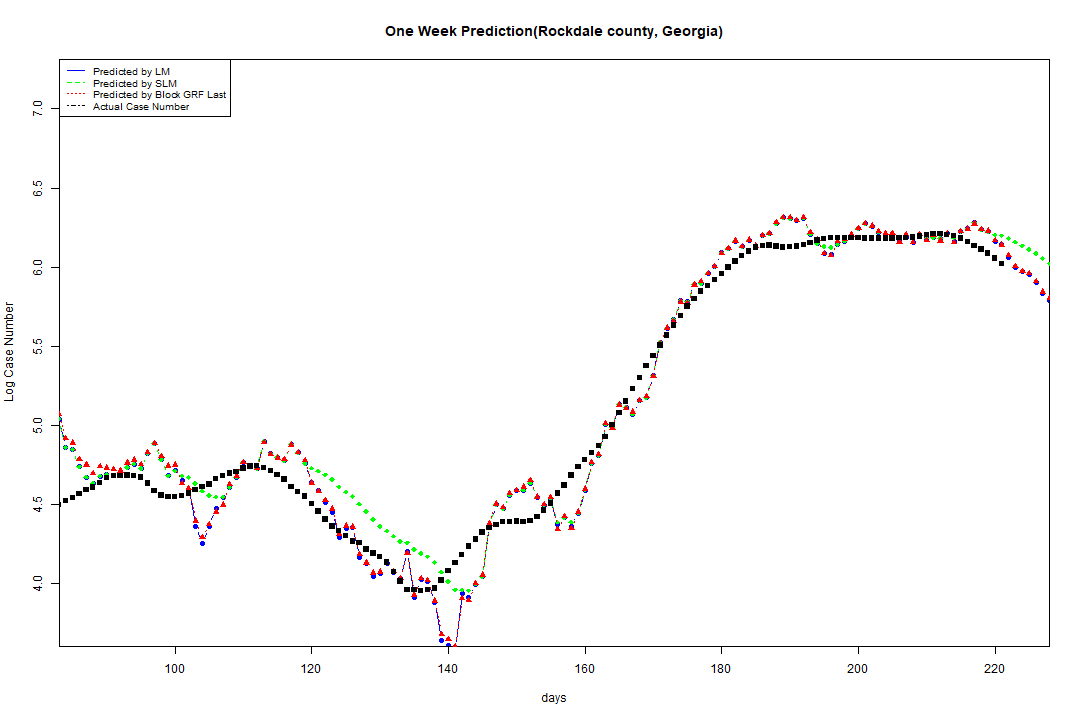 One Week Prediction(Rockdale county, Georgia)
Predicted by LM
Predicted by SLM
Predicted by Block GRF Last
Actual Case Number
Log Case Number
7.0
6.5
6.0
5.5
5.0
4.5
4.0
100 120 140 160 180 200 220
days